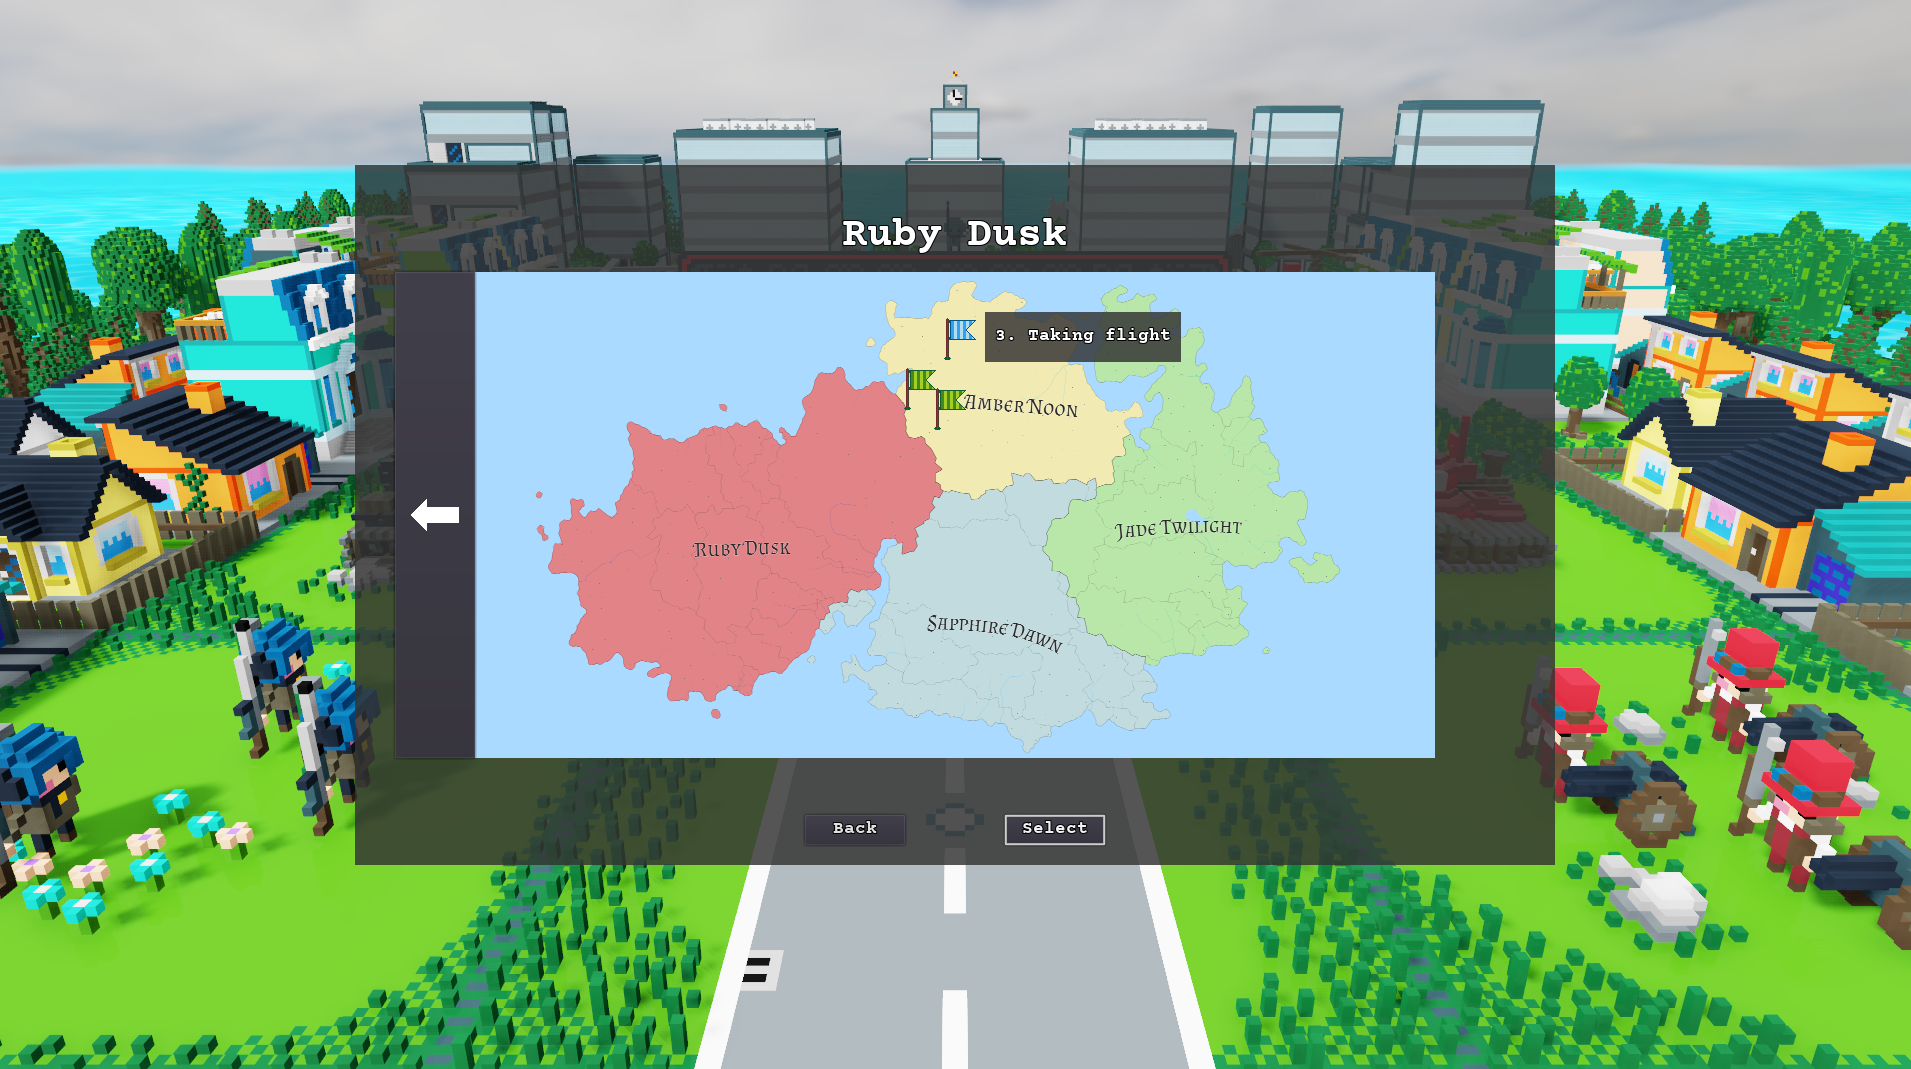 Ruby Dusk
3. Taking flight
AMBER NOON
JADE TWILIGHT
RUBY DUSK
SAPPHIRE DAWN
Back
Select